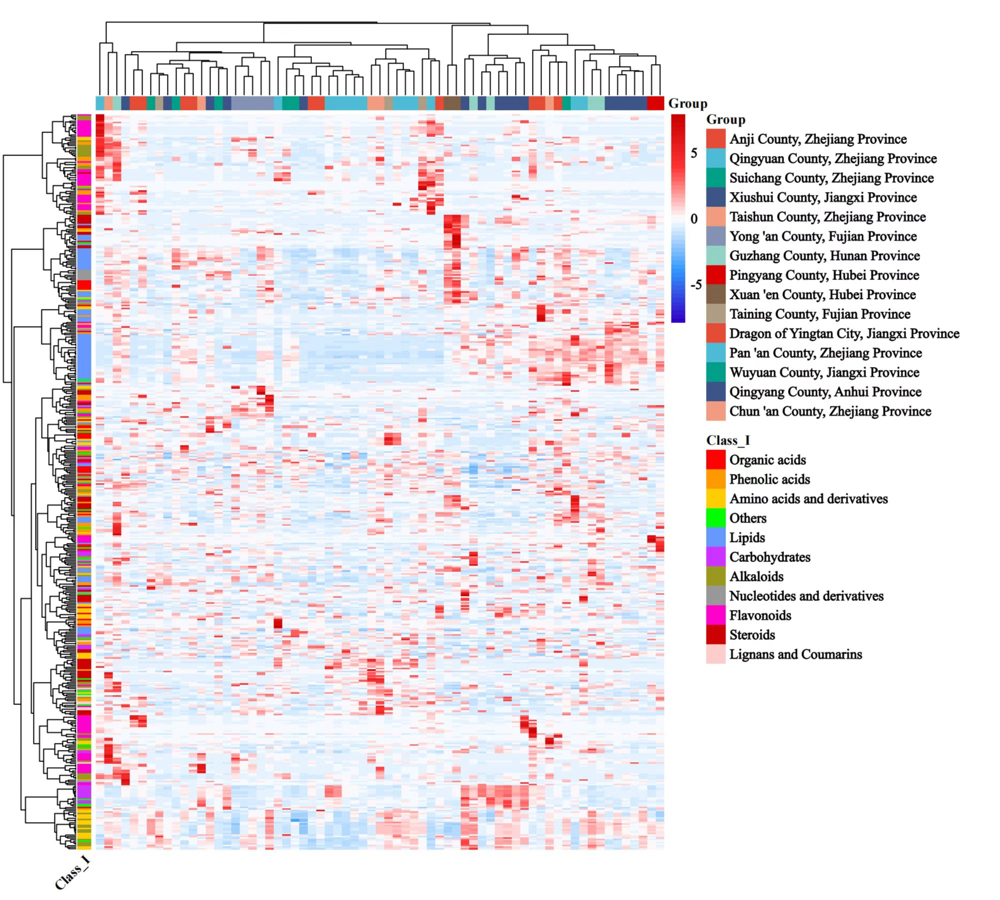 Group
5
0
-5
Group
Anji County, Zhejiang Province
Qingyuan County, Zhejiang Province
Suichang County, Zhejiang Province
Xiushui County, Jiangxi Province
Taishun County, Zhejiang Province
Yong 'an County, Fujian Province
Guzhang County, Hunan Province
Pingyang County, Hubei Province
Xuan 'en County, Hubei Province
Taining County, Fujian Province
Dragon of Yingtan City, Jiangxi Province
Pan 'an County, Zhejiang Province
Wuyuan County, Jiangxi Province
Qingyang County, Anhui Province
Chun 'an County, Zhejiang Province
Class_I
Organic acids
Phenolic acids
Amino acids and derivatives
Others
Lipids
Carbohydrates
Alkaloids
Nucleotides and derivatives
Flavonoids
Steroids
Lignans and Coumarins
Class_I